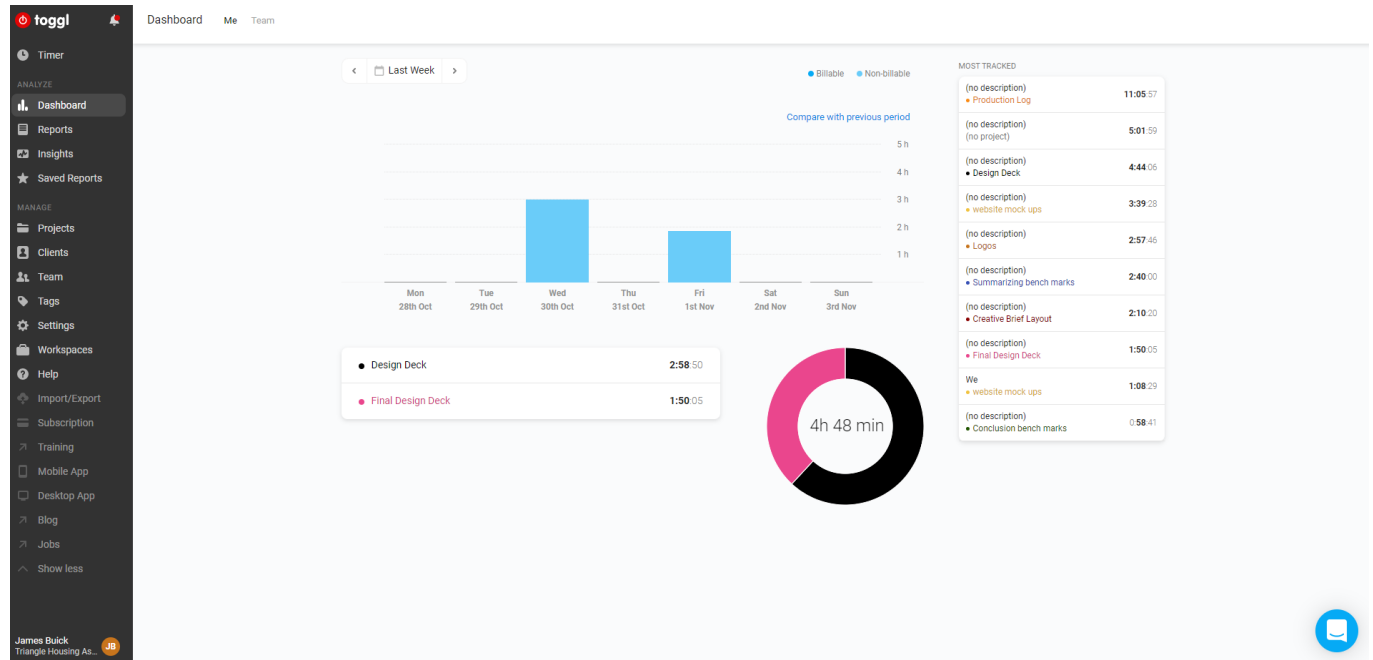 toggl
Timer
ANALYZE
Dashboard
Reports
Insights
Saved Reports
MANAGE
Projects
Clients
Team
Tags
Settings
Workspaces
Help
Import/Export
Subscription
Training
Mobile App
Desktop App
Blog
Jobs
Show less
James Buick
Triangle Housing As...
JB
Dashboard Me Team
Last Week
Billable Non-billable
Compare with previous period
5 h
4 h
3 h
2 h
1 h
Mon Tue Wed Thu Fri Sat Sun
28th Oct 29th Oct 30th Oct 31st Oct 1st Nov 2nd Nov 3rd Nov
Design Deck 2:58:50
Final Design Deck 1:50:05
4h 48 min
MOST TRACKED
(no description)
Production Log 11:05:57
(no description)
(no project) 5:01:59
(no description)
Design Deck 4:44:06
(no description)
website mock ups 3:39:28
(no description)
Logos 2:57:46
(no description)
Summarizing bench marks 2:40:00
(no description)
Creative Brief Layout 2:10:20
(no description)
Final Design Deck 1:50:05
We
website mock ups 1:08:29
(no description)
Conclusion bench marks 0:58:41